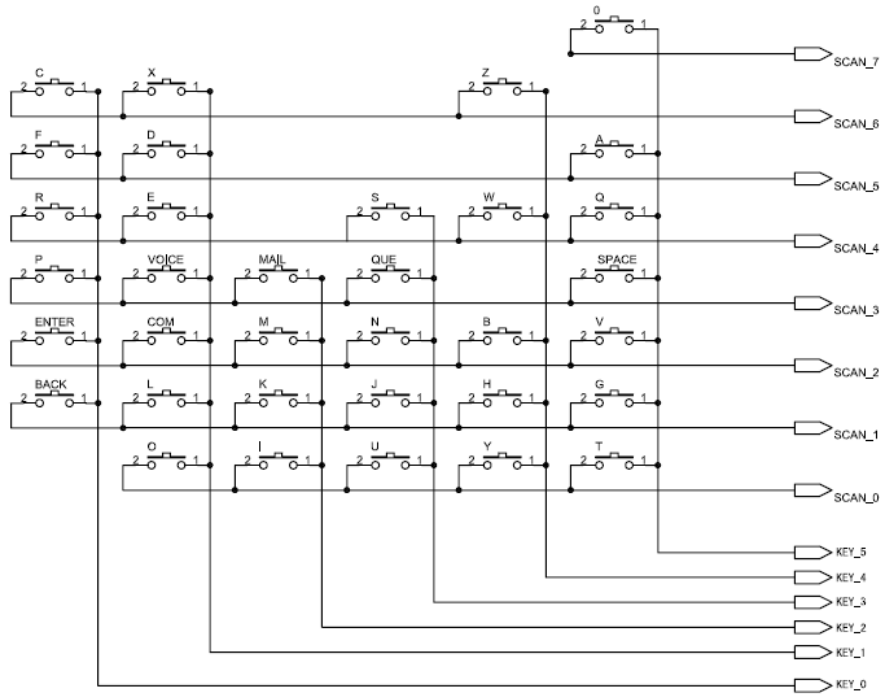 0
2 1
SCAN_7
C X Z
2 1 2 1 2 1
SCAN_6
F D A
2 1 2 1 2 1
SCAN_5
R E S W Q
2 1 2 1 2 1 2 1 2 1
SCAN_4
P VOICE MAIL QUE SPACE
2 1 2 1 2 1 2 1 2 1
SCAN_3
ENTER COM M N B V
2 1 2 1 2 1 2 1 2 1 2 1
SCAN_2
BACK L K J H G
2 1 2 1 2 1 2 1 2 1 2 1
SCAN_1
O I U Y T
2 1 2 1 2 1 2 1 2 1
SCAN_0
KEY_5
KEY_4
KEY_3
KEY_2
KEY_1
KEY_0